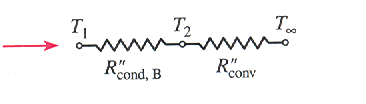 T₁ T₂ T∞
R″cond, B R″conv